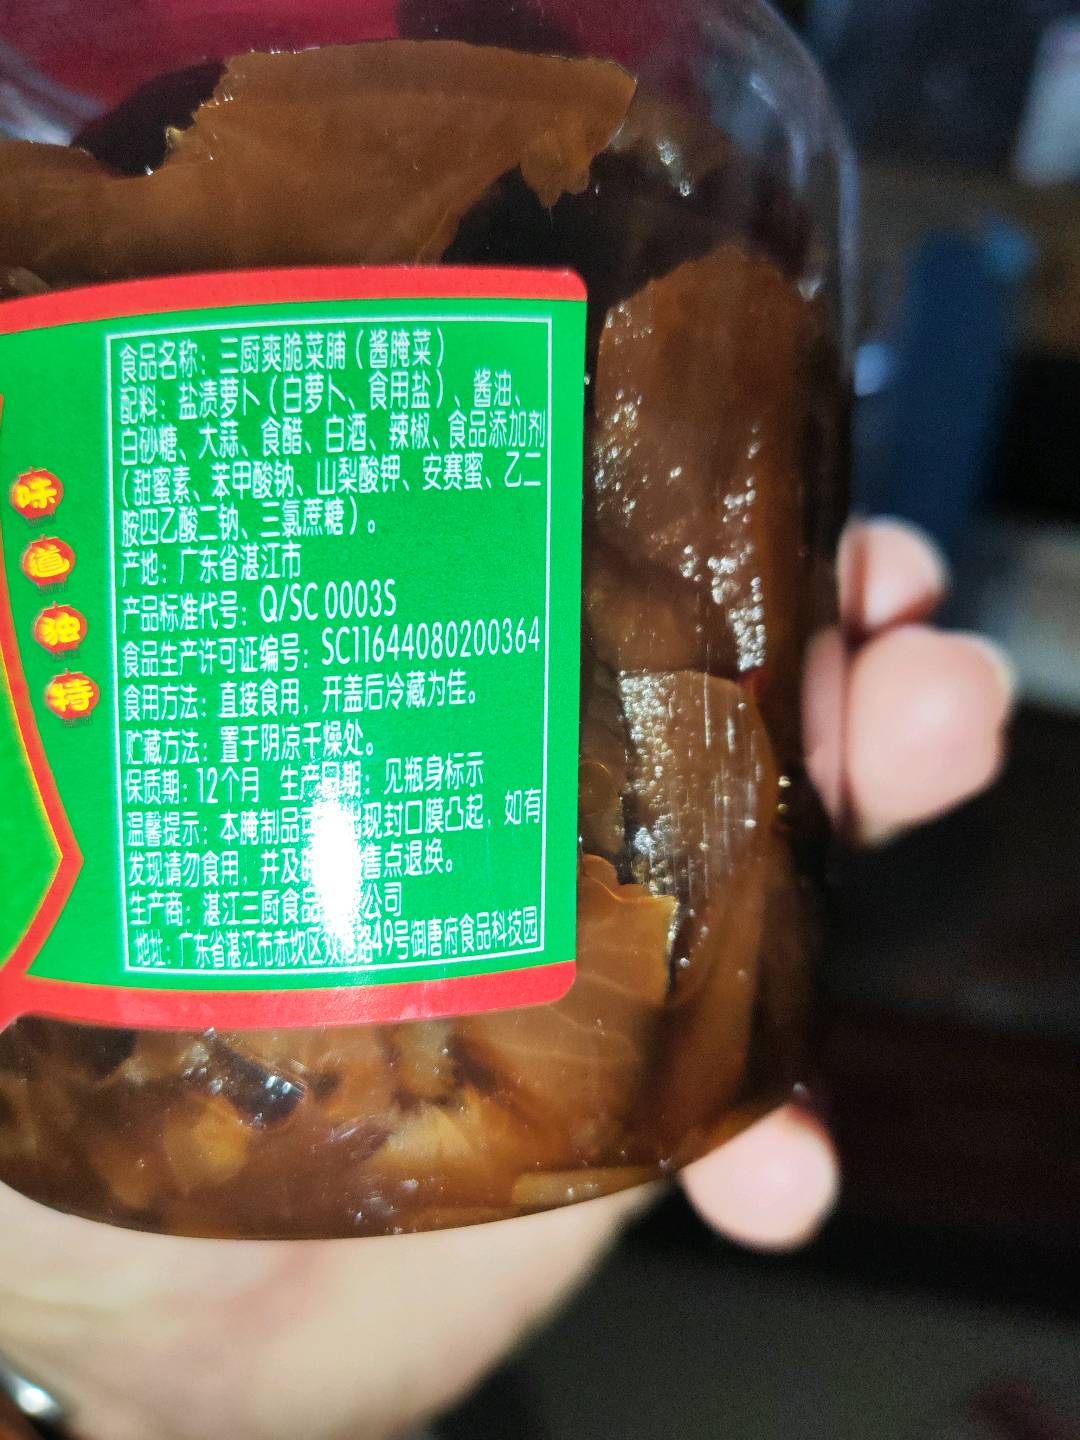 食品名称：三厨爽脆菜脯（酱腌菜）
配料：盐渍萝卜（白萝卜、食用盐）、酱油、
白砂糖、大蒜、食醋、白酒、辣椒、食品添加剂
（甜蜜素、苯甲酸钠、山梨酸钾、安赛蜜、乙二
胺四乙酸二钠、三氯蔗糖）。
产地：广东省湛江市
产品标准代号：Q/SC 0003S
食品生产许可证编号：SC11644080200364
食用方法：直接食用，开盖后冷藏为佳。
贮藏方法：置于阴凉干燥处。
保质期：12个月 生产日期：见瓶身标示
温馨提示：本腌制品 现封口膜凸起，如有
发现请勿食用，并及 售点退换。
生产商：湛江三厨食品 公司
地址：广东省湛江市赤坎区 路49号御唐府食品科技园
味
道
独
特